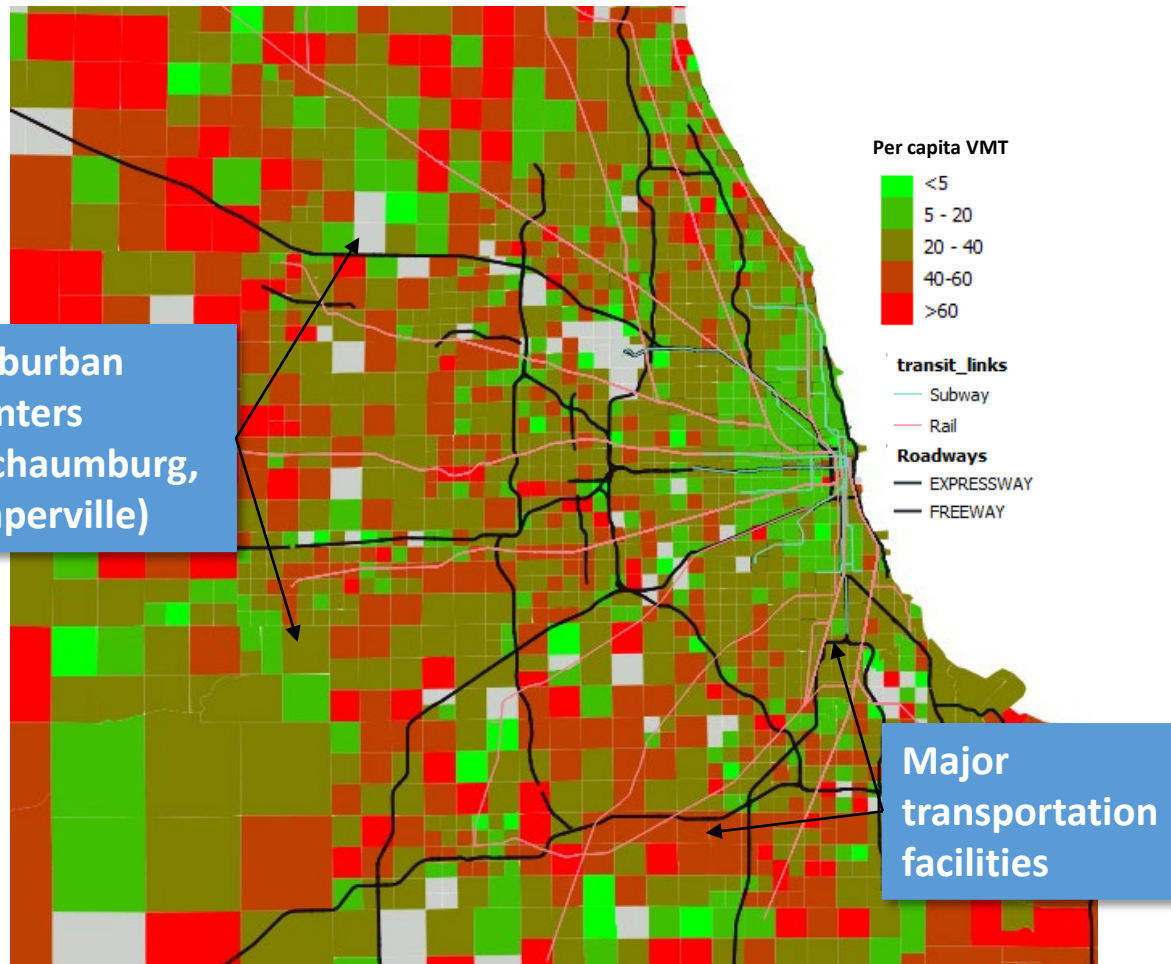 Per capita VMT
<5
5 - 20
20 - 40
40-60
>60
transit_links
Subway
Rail
Roadways
EXPRESSWAY
FREEWAY
burban
nters
chaumburg,
perville)
Major
transportation
facilities